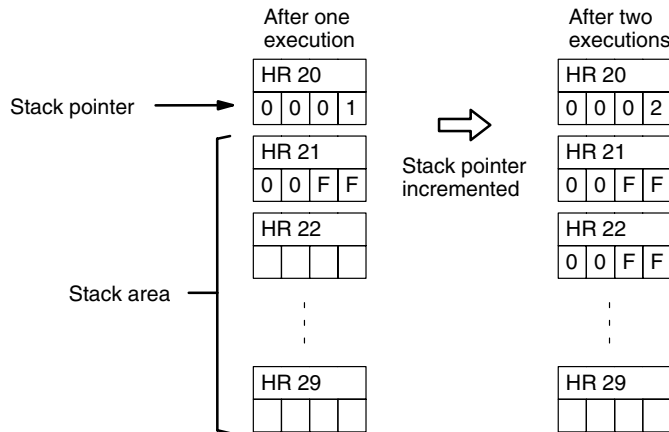 After one
execution
HR 20
0 0 0 1
Stack pointer
HR 21
0 0 F F
HR 22
Stack area
HR 29
Stack pointer
incremented
After two
executions
HR 20
0 0 0 2
HR 21
0 0 F F
HR 22
0 0 F F
HR 29